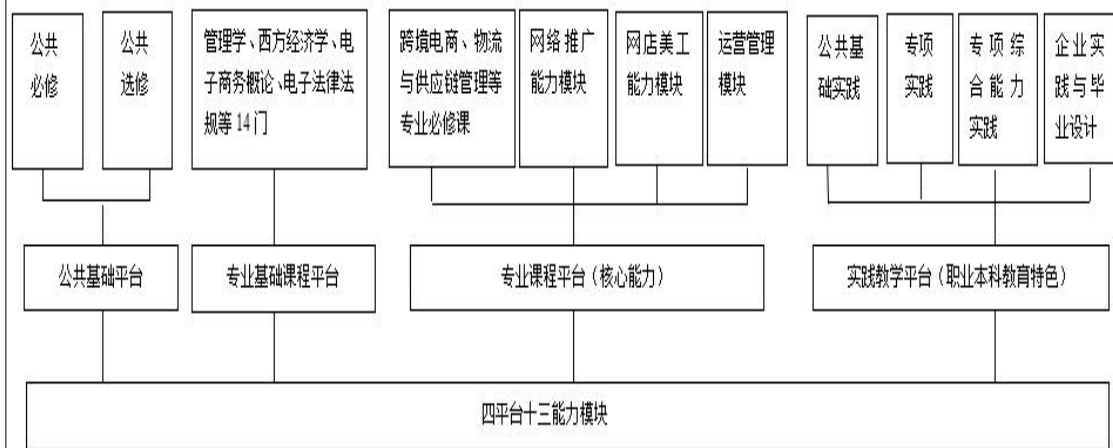 公共
必修
公共
选修
管理学、西方经济学、电
子商务概论、电子法律法
规等14门
跨境电商、物流
与供应链管理等
专业必修课
网络推广
能力模块
网店美工
能力模块
运营管理
模块
公共基
础实践
专项
实践
专项综
合能力
实践
企业实
践与毕
业设计
公共基础平台
专业基础课程平台
专业课程平台（核心能力）
实践教学平台（职业本科教育特色）
四平台十三能力模块